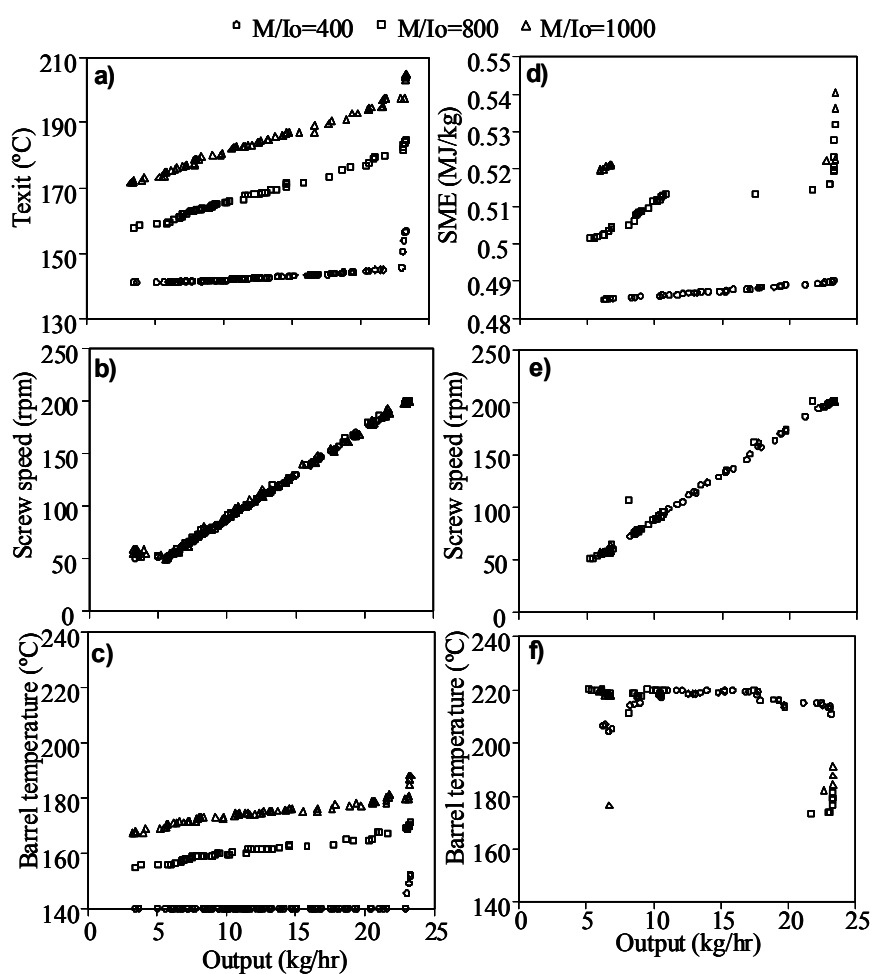 M/Io=400 M/Io=800 M/Io=1000
a)
Texit (ºC)
210
190
170
150
130
d)
SME (MJ/kg)
0.55
0.54
0.53
0.52
0.51
0.5
0.49
0.48
b)
Screw speed (rpm)
250
200
150
100
50
0
e)
Screw speed (rpm)
250
200
150
100
50
0
c)
Barrel temperature (ºC)
240
220
200
180
160
140
0 5 10 15 20 25
Output (kg/hr)
f)
Barrel temperature (ºC)
240
220
200
180
160
140
0 5 10 15 20 25
Output (kg/hr)